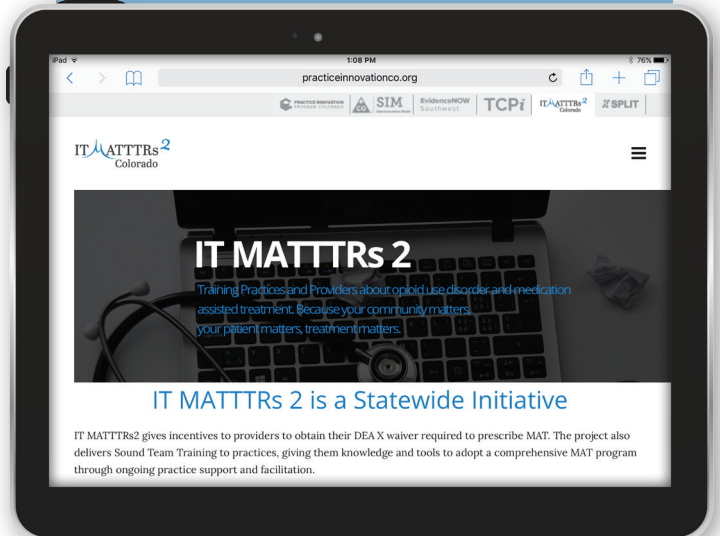 iPad 1:08 PM 76%
practiceinnovationco.org
PRACTICE INNOVATION
PROGRAM COLORADO
CO
SIM
EvidenceNOW
Southwest
TCPi
IT MATTTRs 2
Colorado
SPLIT
IT MATTTRs 2
Colorado
IT MATTTRs 2
Training Practices and Providers about opioid use disorder and medication
assisted treatment. Because your community matters,
your patient matters, treatment matters.
IT MATTTRs 2 is a Statewide Initiative
IT MATTTRs2 gives incentives to providers to obtain their DEA X waiver required to prescribe MAT. The project also
delivers Sound Team Training to practices, giving them knowledge and tools to adopt a comprehensive MAT program
through ongoing practice support and facilitation.